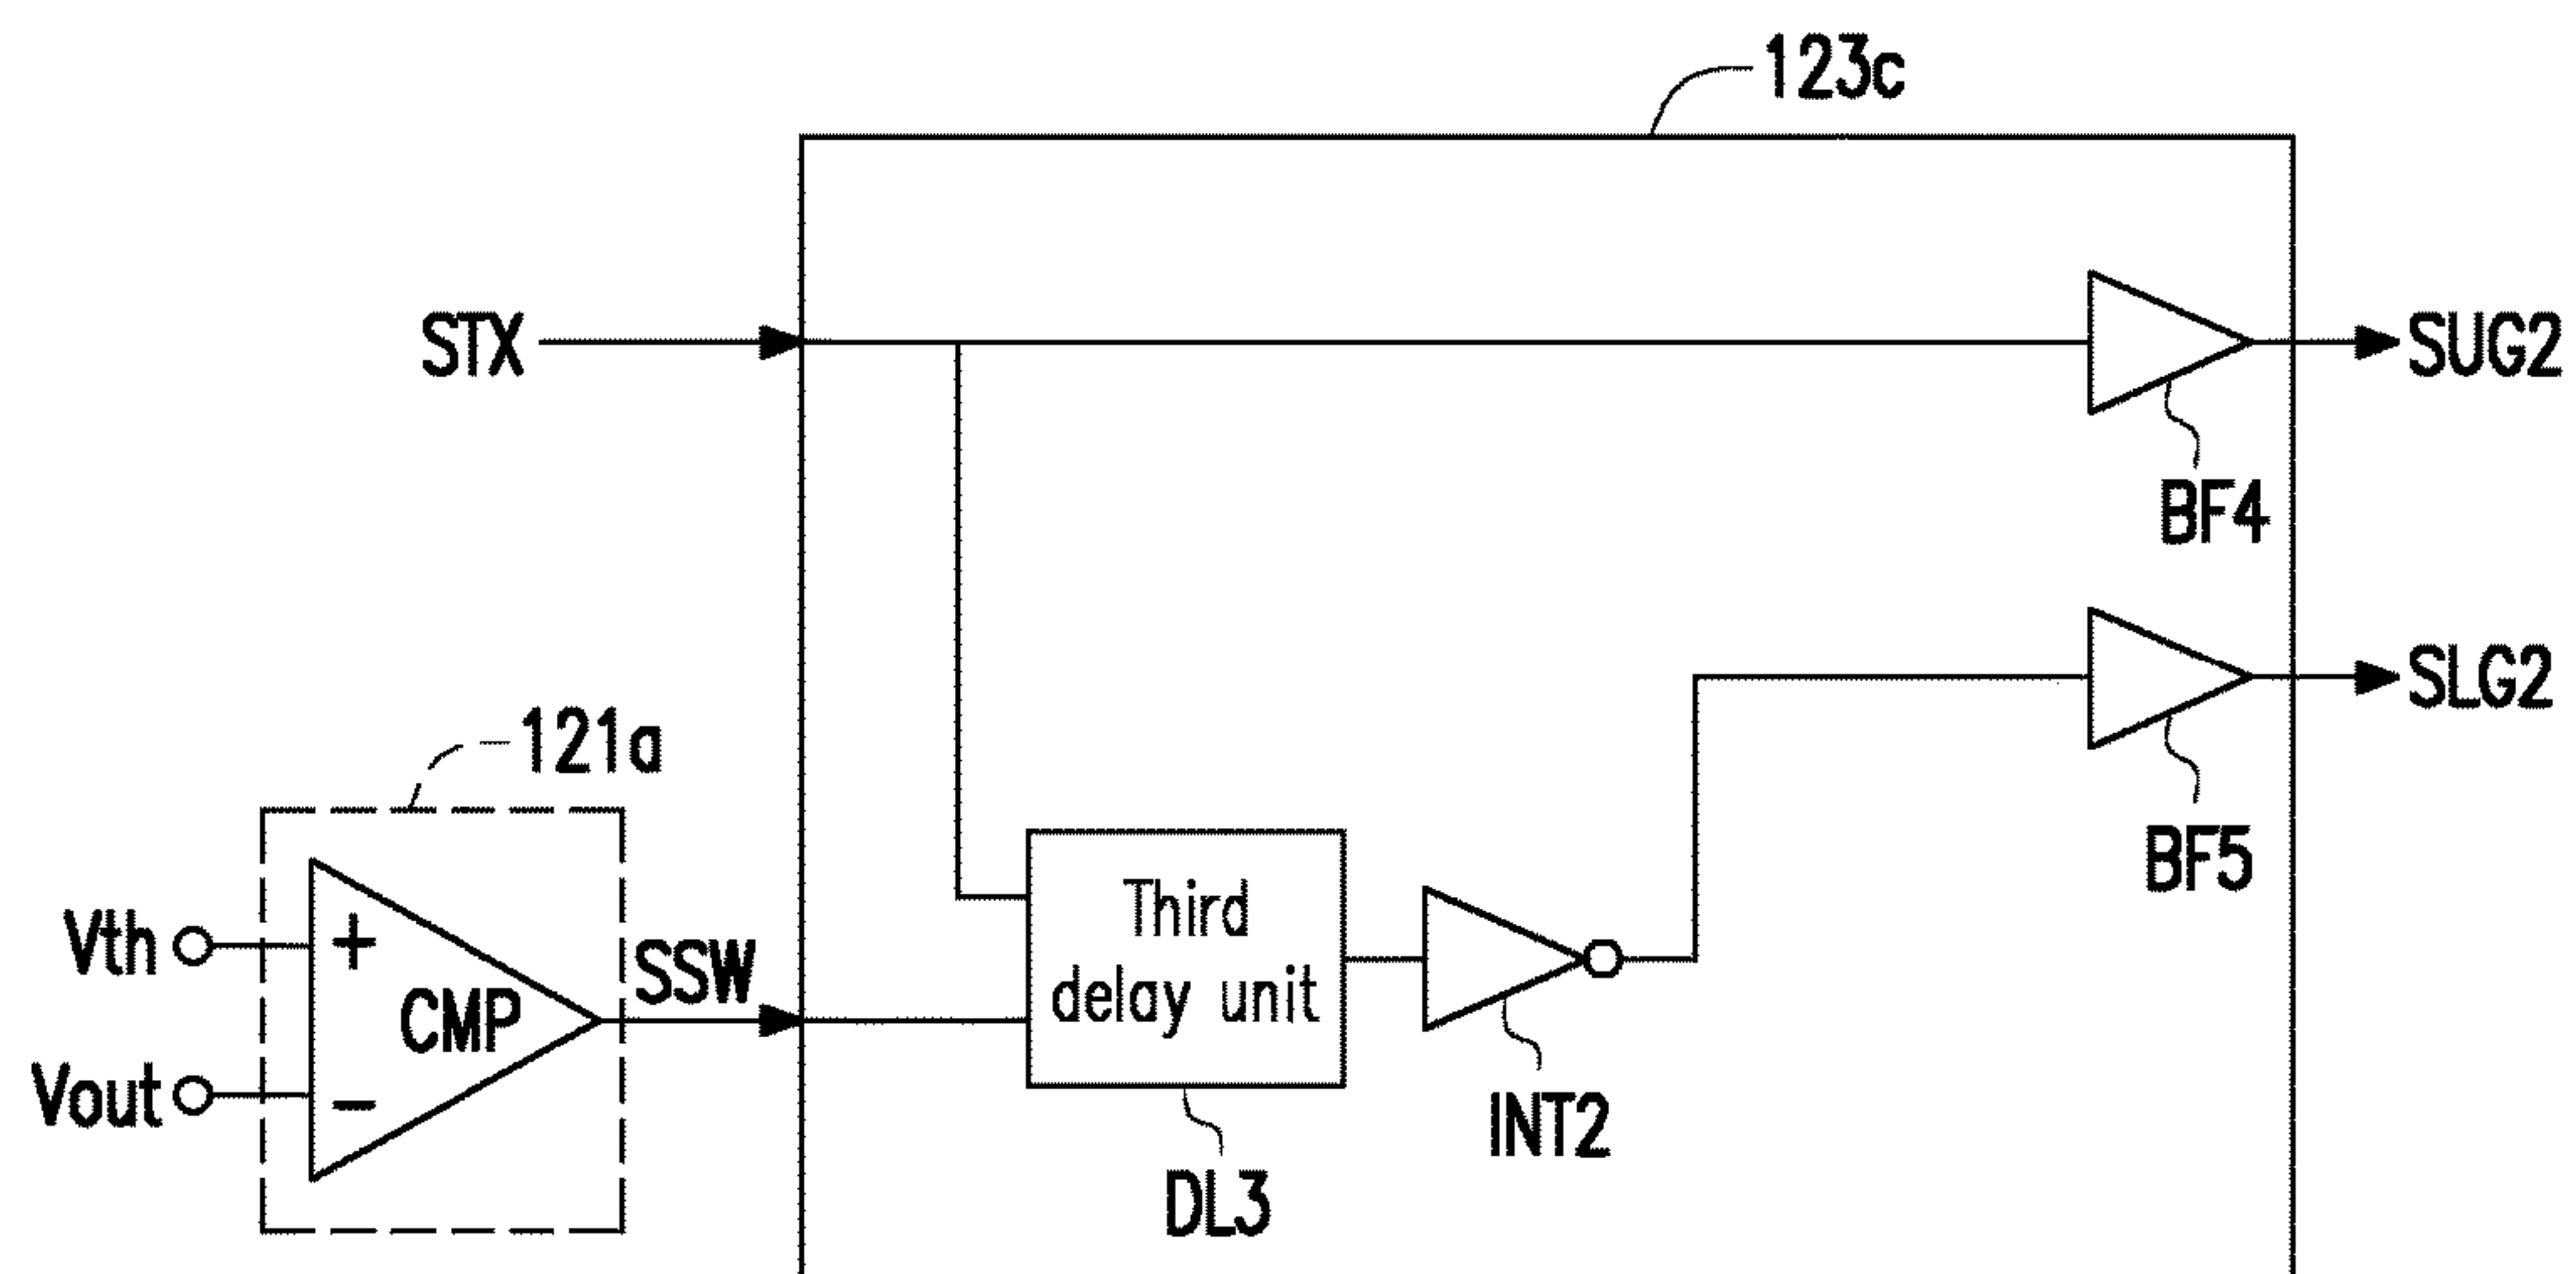 123c
STX
SUG2
BF4
SLG2
121a
BF5
Vth
+
CMP
SSW
Third
delay unit
Vout
−
INT2
DL3